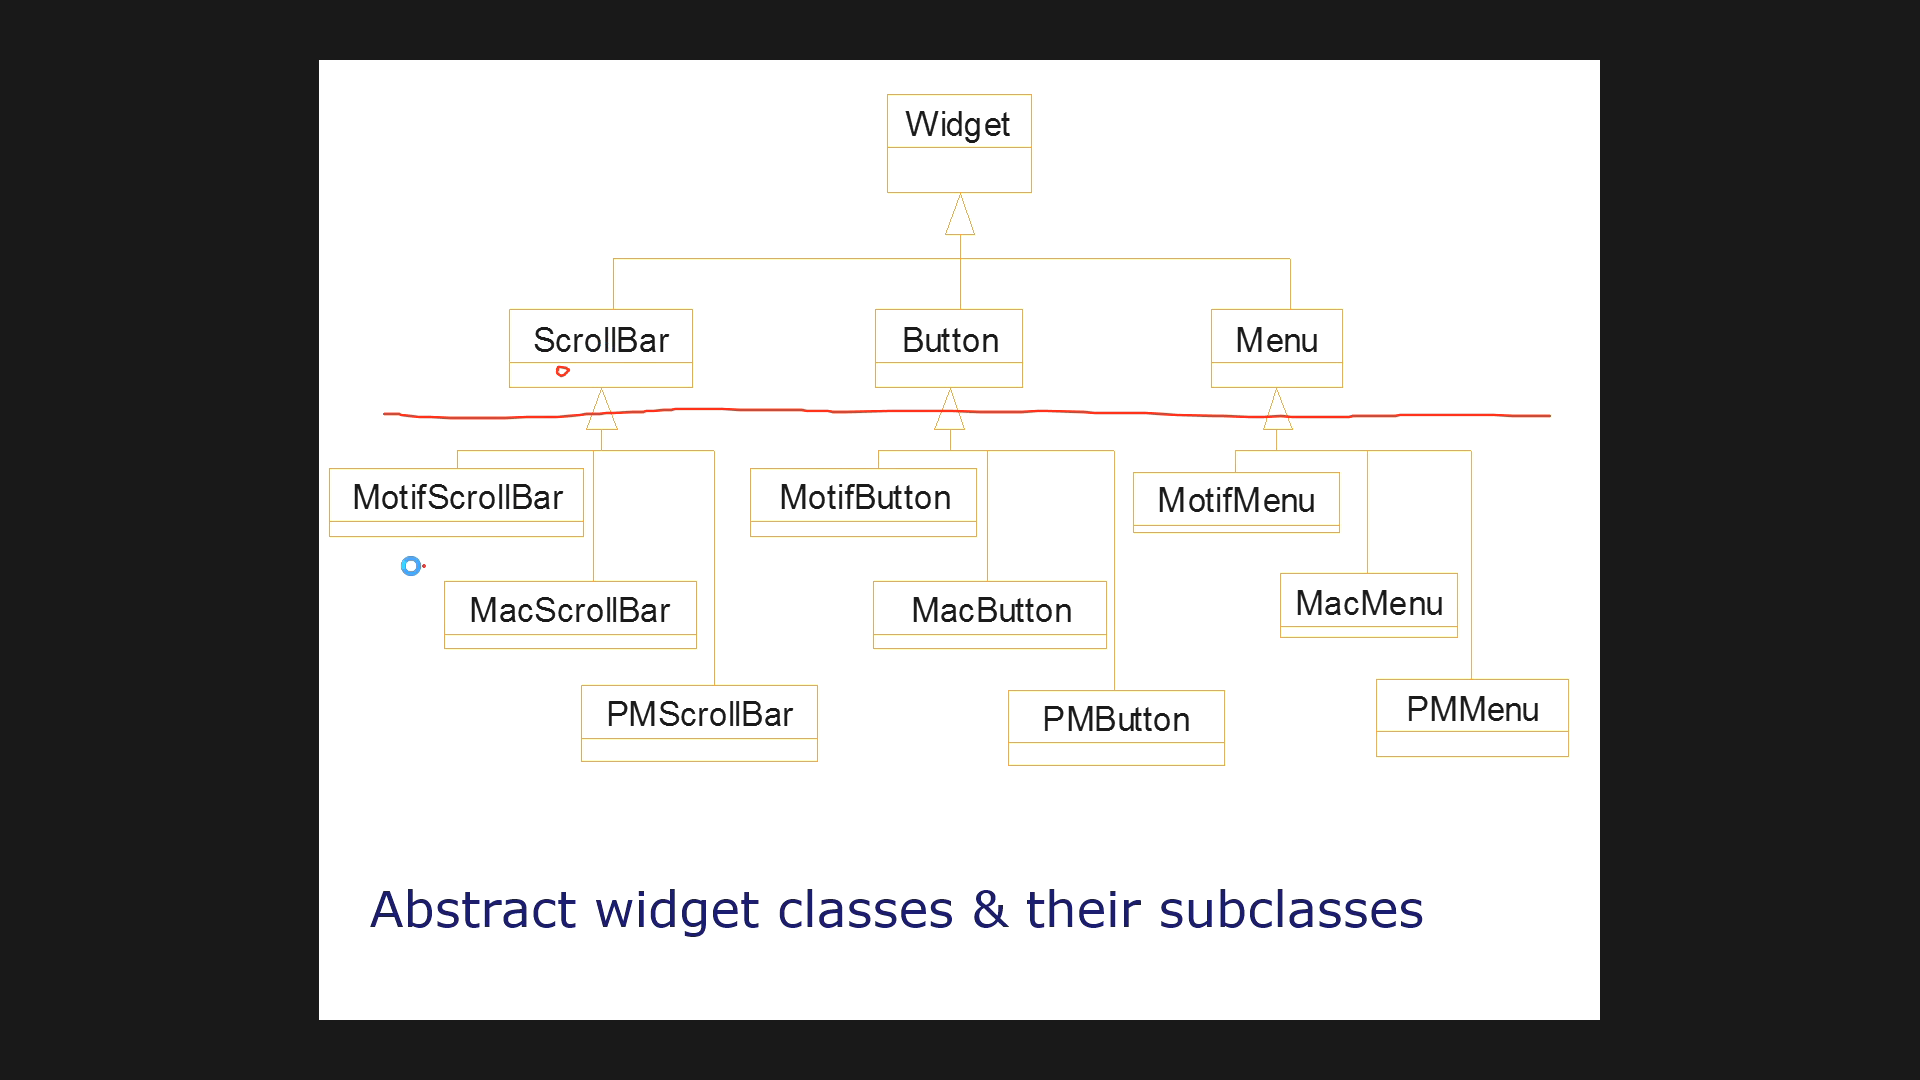 Widget
ScrollBar
Button
Menu
MotifScrollBar
MotifButton
MotifMenu
MacScrollBar
MacButton
MacMenu
PMScrollBar
PMButton
PMMenu
Abstract widget classes & their subclasses